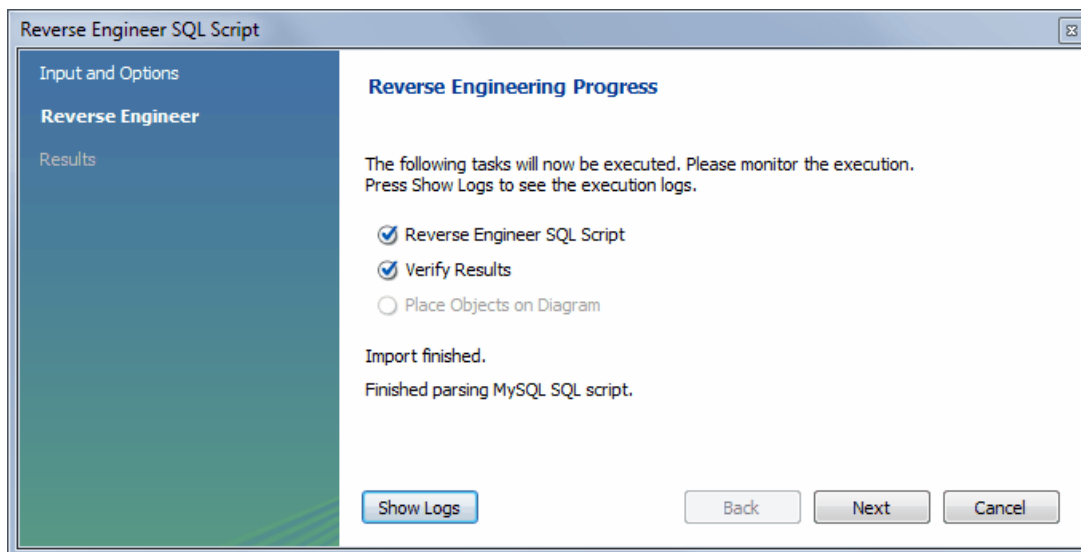 Reverse Engineer SQL Script
Input and Options
Reverse Engineer
Results
Reverse Engineering Progress
The following tasks will now be executed. Please monitor the execution.
Press Show Logs to see the execution logs.
Reverse Engineer SQL Script
Verify Results
Place Objects on Diagram
Import finished.
Finished parsing MySQL SQL script.
Show Logs
Back
Next
Cancel